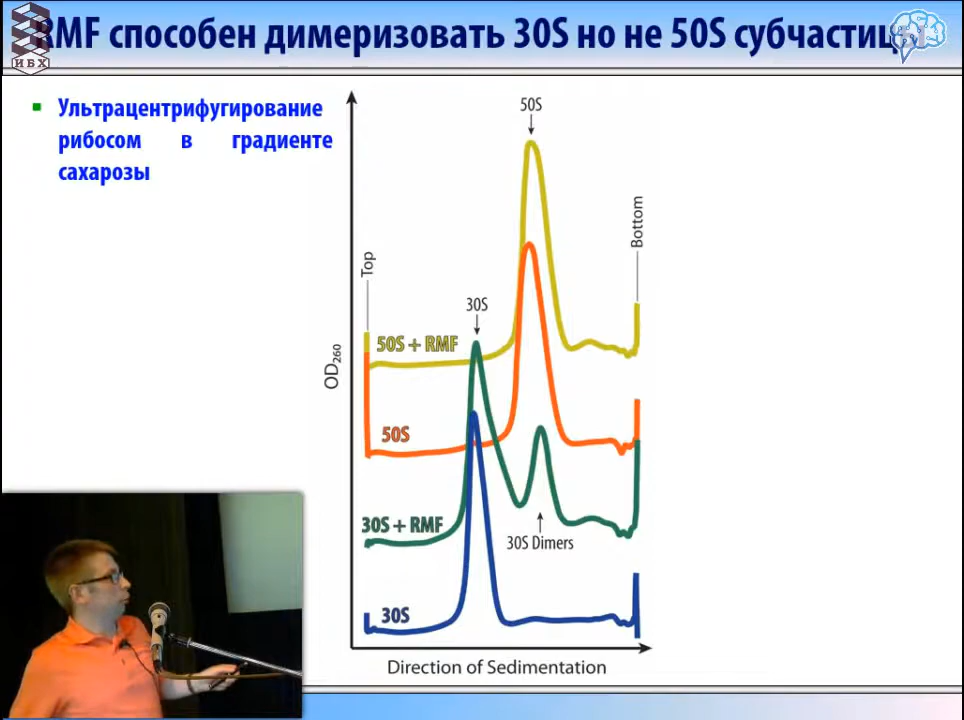 RMF способен димеризовать 30S но не 50S субчастицы
ИБХ
Ультрацентрифугирование
рибосом в градиенте
сахарозы
50S
Bottom
Top
30S
50S + RMF
OD260
50S
30S + RMF
30S Dimers
30S
Direction of Sedimentation